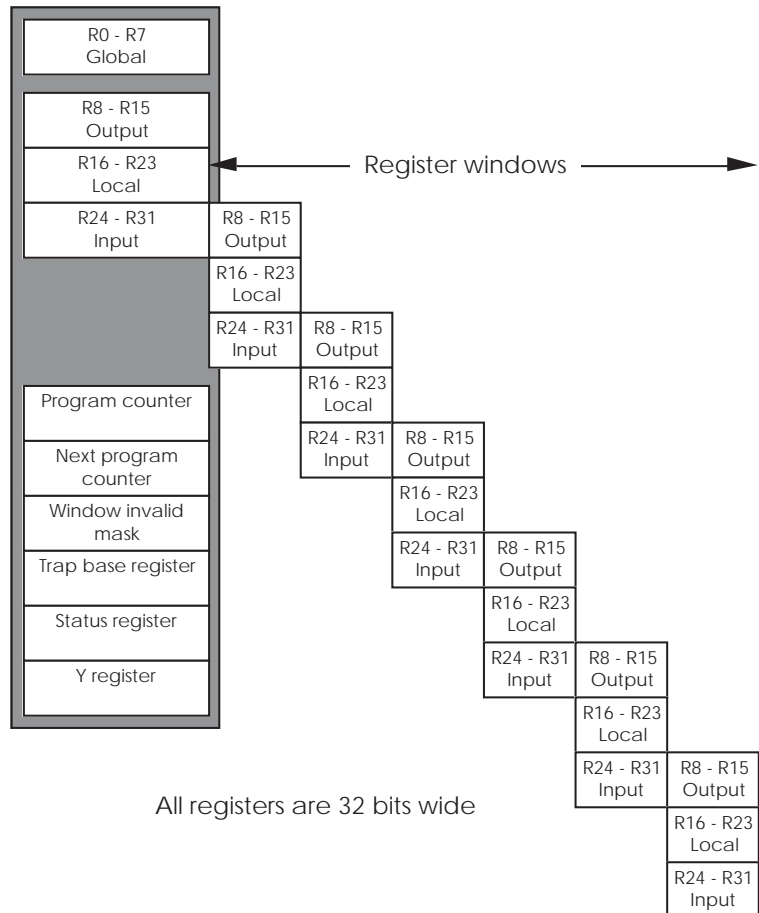 R0 - R7
Global
R8 - R15
Output
R16 - R23
Local
Register windows
R24 - R31
Input
R8 - R15
Output
R16 - R23
Local
R24 - R31
Input
R8 - R15
Output
R16 - R23
Local
R24 - R31
Input
R8 - R15
Output
R16 - R23
Local
R24 - R31
Input
R8 - R15
Output
R16 - R23
Local
R24 - R31
Input
R8 - R15
Output
R16 - R23
Local
R24 - R31
Input
R8 - R15
Output
R16 - R23
Local
R24 - R31
Input
Program counter
Next program
counter
Window invalid
mask
Trap base register
Status register
Y register
All registers are 32 bits wide